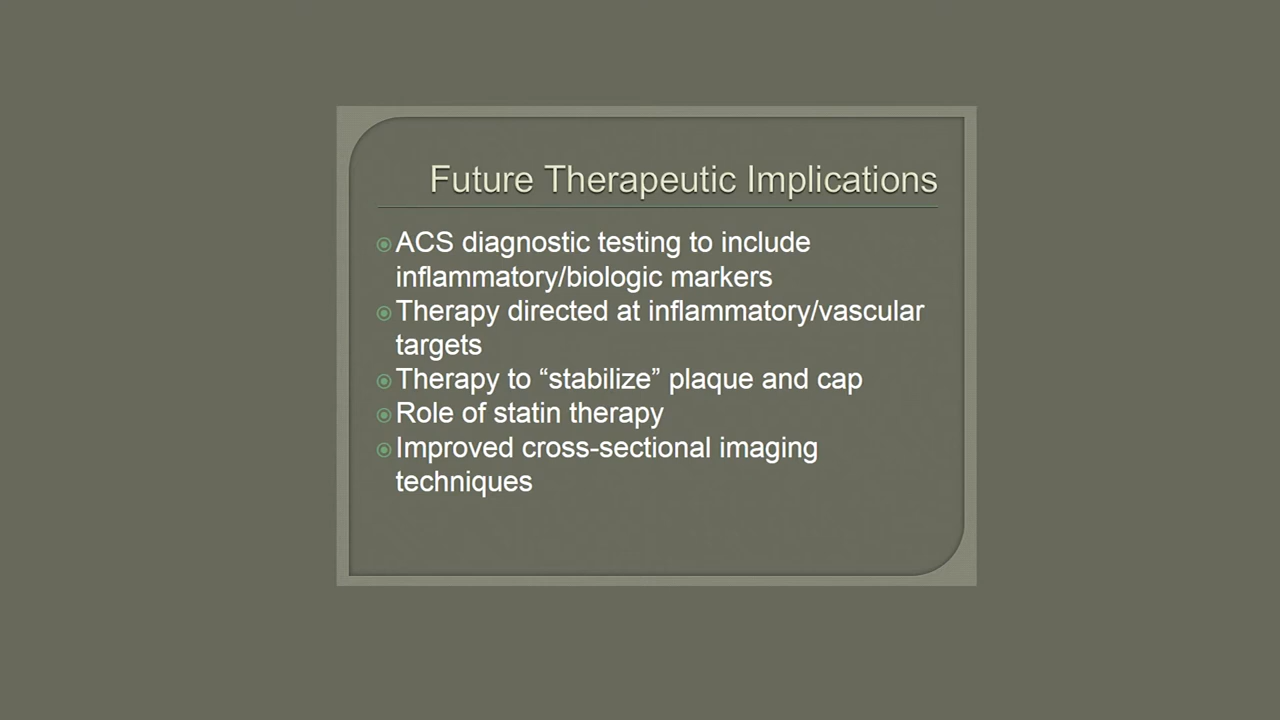 Future Therapeutic Implications
ACS diagnostic testing to include
inflammatory/biologic markers
Therapy directed at inflammatory/vascular
targets
Therapy to “stabilize” plaque and cap
Role of statin therapy
Improved cross-sectional imaging
techniques